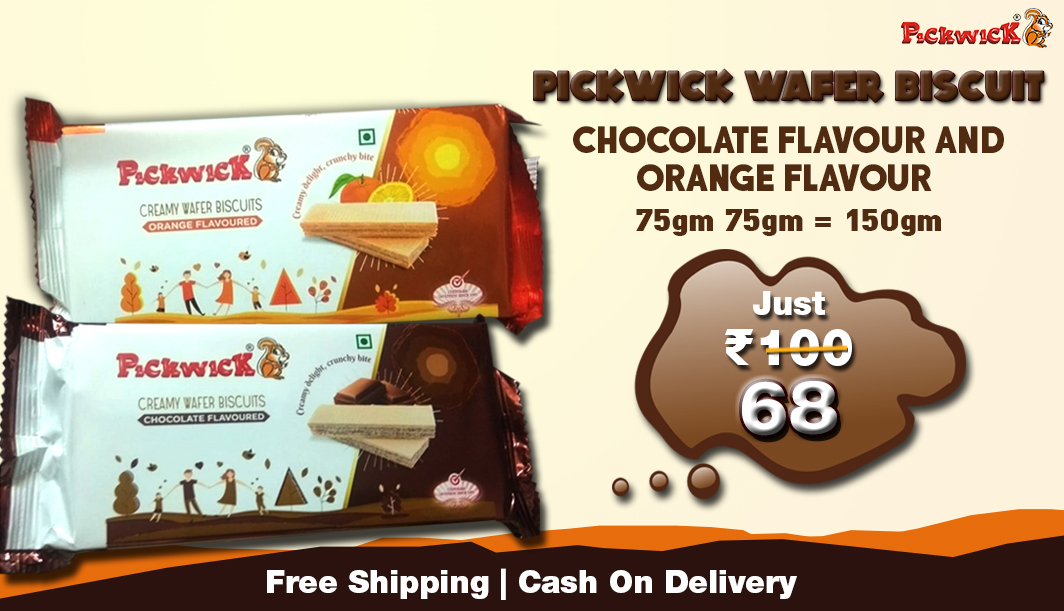 PICKWICK®
PICKWICK WAFER BISCUIT
CHOCOLATE FLAVOUR AND
ORANGE FLAVOUR
75gm 75gm = 150gm
PICKWICK®
Creamy delight, crunchy bite
CREAMY WAFER BISCUITS
ORANGE FLAVOURED
Just
₹100
68
PICKWICK®
Creamy delight, crunchy bite
CREAMY WAFER BISCUITS
CHOCOLATE FLAVOURED
Free Shipping | Cash On Delivery